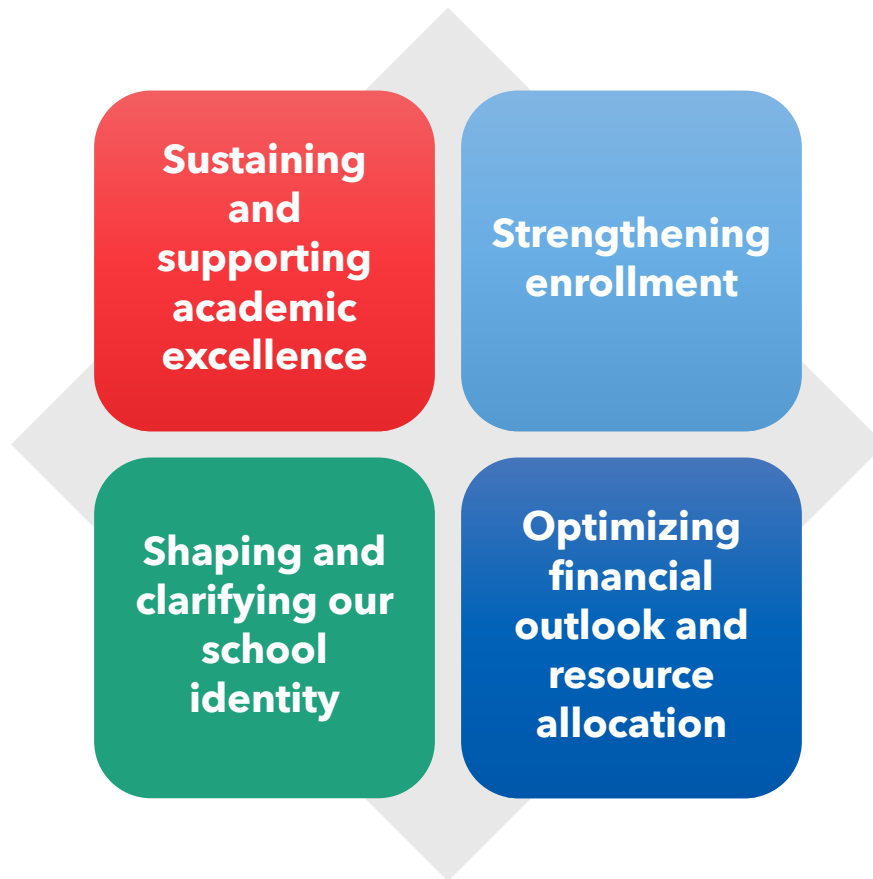 Sustaining
and
supporting
academic
excellence
Strengthening
enrollment
Shaping and
clarifying our
school
identity
Optimizing
financial
outlook and
resource
allocation